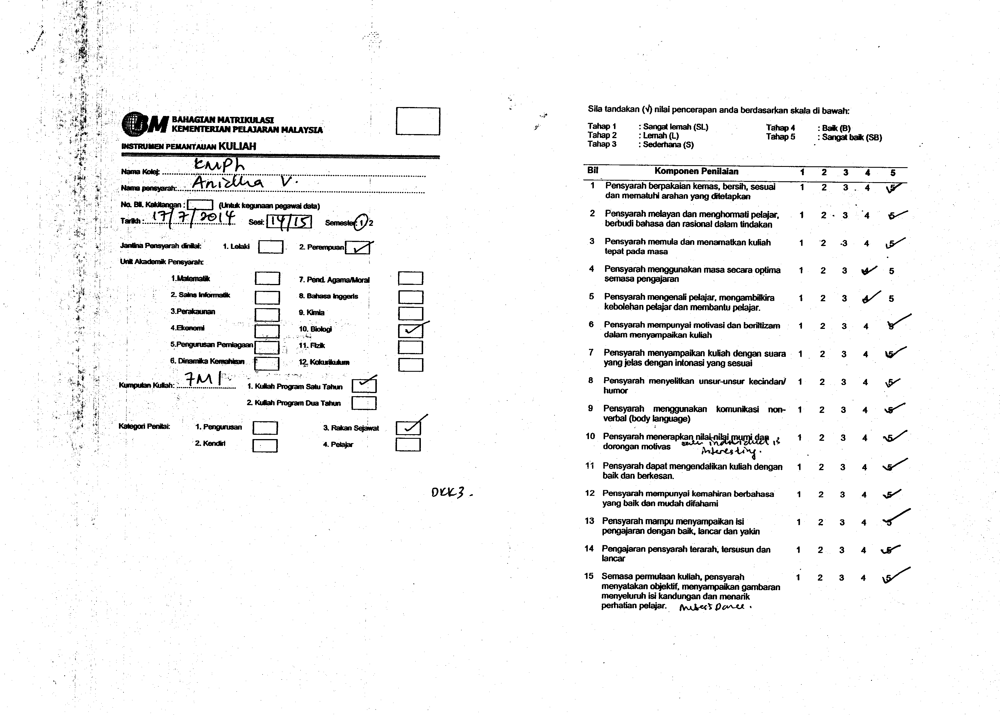 BM BAHAGIAN MATRIKULASI
KEMENTERIAN PELAJARAN MALAYSIA
INSTRUMEN PEMANTAUAN KULIAH
Nama Kolej: KMPh
Nama pensyarah: Anidha V.
No. Bil. Kakitangan : (Untuk kegunaan pegawai data)
Tarikh : 17/7/2014 Sesi: 14/15 Semester: 1/2
Jantina Pensyarah dinilai: 1. Lelaki 2. Perempuan ✓
Unit Akademik Pensyarah:
1.Matematik 7. Pend. Agama/Moral
2. Sains Informatik 8. Bahasa Inggeris
3.Perakaunan 9. Kimia
4.Ekonomi 10. Biologi ✓
5.Pengurusan Perniagaan 11. Fizik
6. Dinamika Kemahiran 12. Kokurikulum
Kumpulan Kuliah: 7M1 1. Kuliah Program Satu Tahun ✓
2. Kuliah Program Dua Tahun
Kategori Penilai: 1. Pengurusan 3. Rakan Sejawat ✓
2. Kendiri 4. Pelajar
DKK3.
Sila tandakan (√) nilai pencerapan anda berdasarkan skala di bawah:
Tahap 1 : Sangat lemah (SL) Tahap 4 : Baik (B)
Tahap 2 : Lemah (L) Tahap 5 : Sangat baik (SB)
Tahap 3 : Sederhana (S)
Bil Komponen Penilaian 1 2 3 4 5
1 Pensyarah berpakaian kemas, bersih, sesuai 1 2 3 4 5 ✓
dan mematuhi arahan yang ditetapkan
2 Pensyarah melayan dan menghormati pelajar, 1 2 3 4 5 ✓
berbudi bahasa dan rasional dalam tindakan
3 Pensyarah memula dan menamatkan kuliah 1 2 3 4 5 ✓
tepat pada masa
4 Pensyarah menggunakan masa secara optima 1 2 3 4 ✓ 5
semasa pengajaran
5 Pensyarah mengenali pelajar, mengambilkira 1 2 3 4 ✓ 5
kebolehan pelajar dan membantu pelajar.
6 Pensyarah mempunyai motivasi dan beriltizam 1 2 3 4 5 ✓
dalam menyampaikan kuliah
7 Pensyarah menyampaikan kuliah dengan suara 1 2 3 4 5 ✓
yang jelas dengan intonasi yang sesuai
8 Pensyarah menyelitkan unsur-unsur kecindan/ 1 2 3 4 5 ✓
humor
9 Pensyarah menggunakan komunikasi non- 1 2 3 4 5 ✓
verbal (body language)
10 Pensyarah menerapkan nilai-nilai murni dan 1 2 3 4 5 ✓
dorongan motivas individual is
interesting.
11 Pensyarah dapat mengendalikan kuliah dengan 1 2 3 4 5 ✓
baik dan berkesan.
12 Pensyarah mempunyai kemahiran berbahasa 1 2 3 4 5 ✓
yang baik dan mudah difahami
13 Pensyarah mampu menyampaikan isi 1 2 3 4 5 ✓
pengajaran dengan baik, lancar dan yakin
14 Pengajaran pensyarah terarah, tersusun dan 1 2 3 4 5 ✓
lancar
15 Semasa permulaan kuliah, pensyarah 1 2 3 4 5 ✓
menyatakan objektif, menyampaikan gambaran
menyeluruh isi kandungan dan menarik
perhatian pelajar.